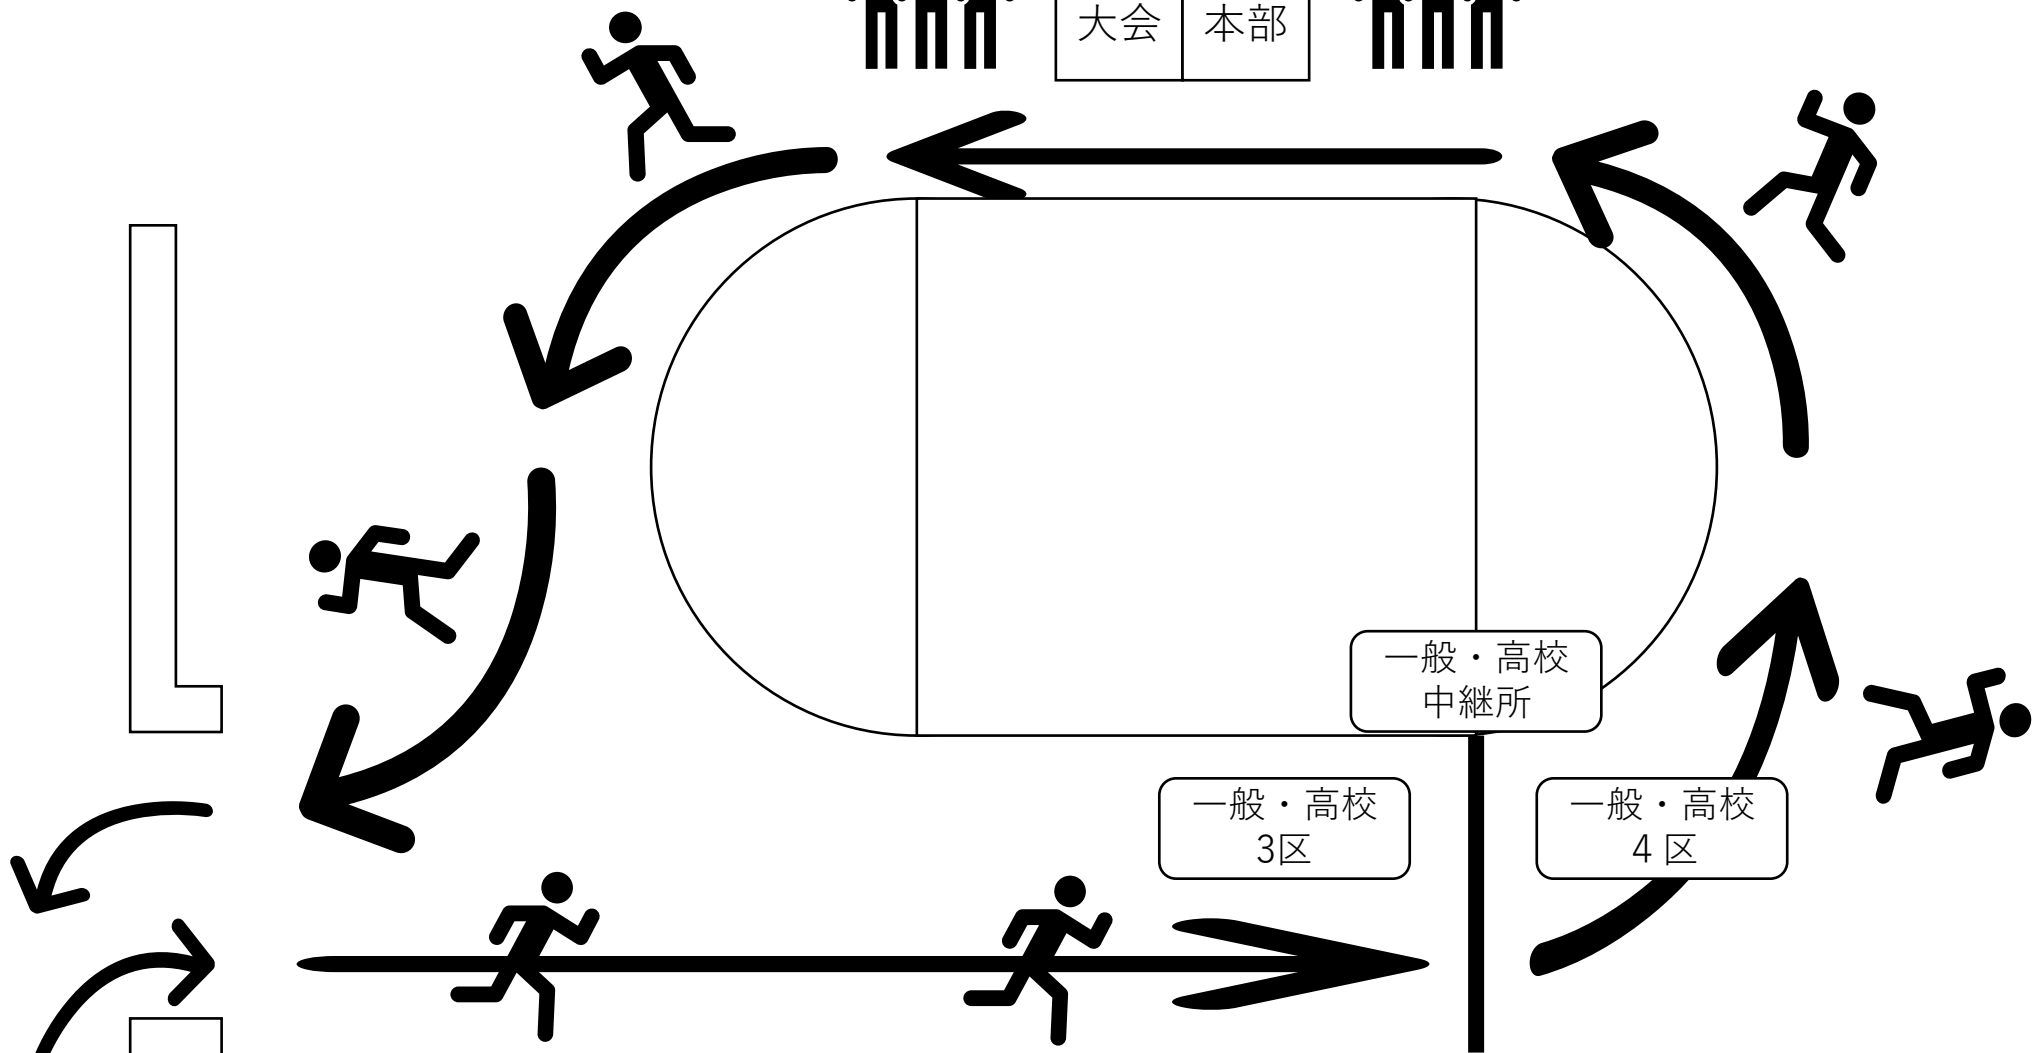 大会 本部
一般・高校
中継所
一般・高校
3区
一般・高校
4 区